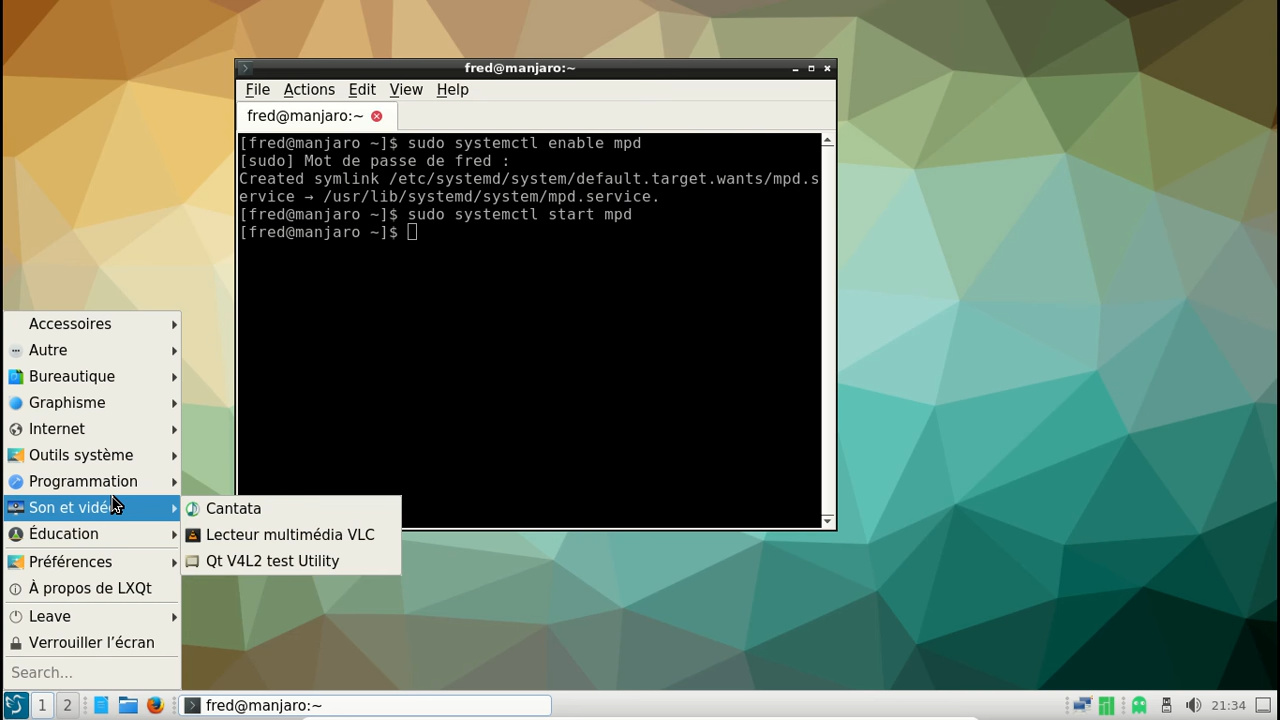 fred@manjaro:~
File Actions Edit View Help
fred@manjaro:~
[fred@manjaro ~]$ sudo systemctl enable mpd
[sudo] Mot de passe de fred :
Created symlink /etc/systemd/system/default.target.wants/mpd.s
ervice → /usr/lib/systemd/system/mpd.service.
[fred@manjaro ~]$ sudo systemctl start mpd
[fred@manjaro ~]$
Accessoires
Autre
Bureautique
Graphisme
Internet
Outils système
Programmation
Son et vidéo
Éducation
Préférences
À propos de LXQt
Leave
Verrouiller l’écran
Search...
Cantata
Lecteur multimédia VLC
Qt V4L2 test Utility
1 2 fred@manjaro:~ 21:34